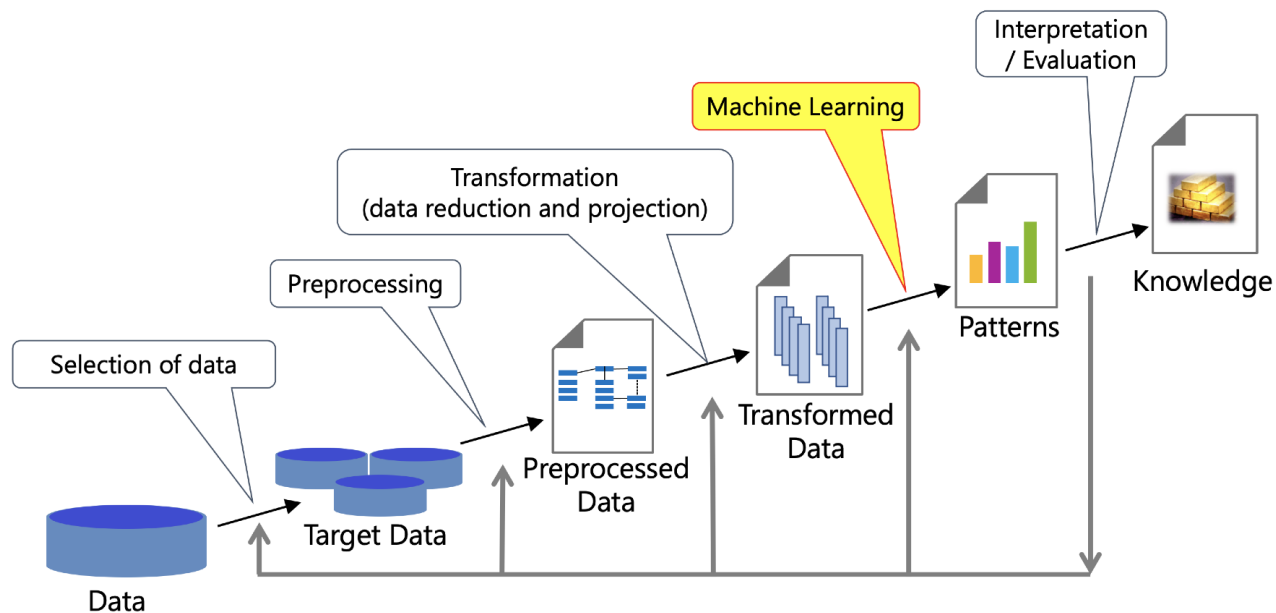 Interpretation
/ Evaluation
Machine Learning
Transformation
(data reduction and projection)
Preprocessing
Selection of data
Knowledge
Patterns
Transformed
Data
Preprocessed
Data
Target Data
Data